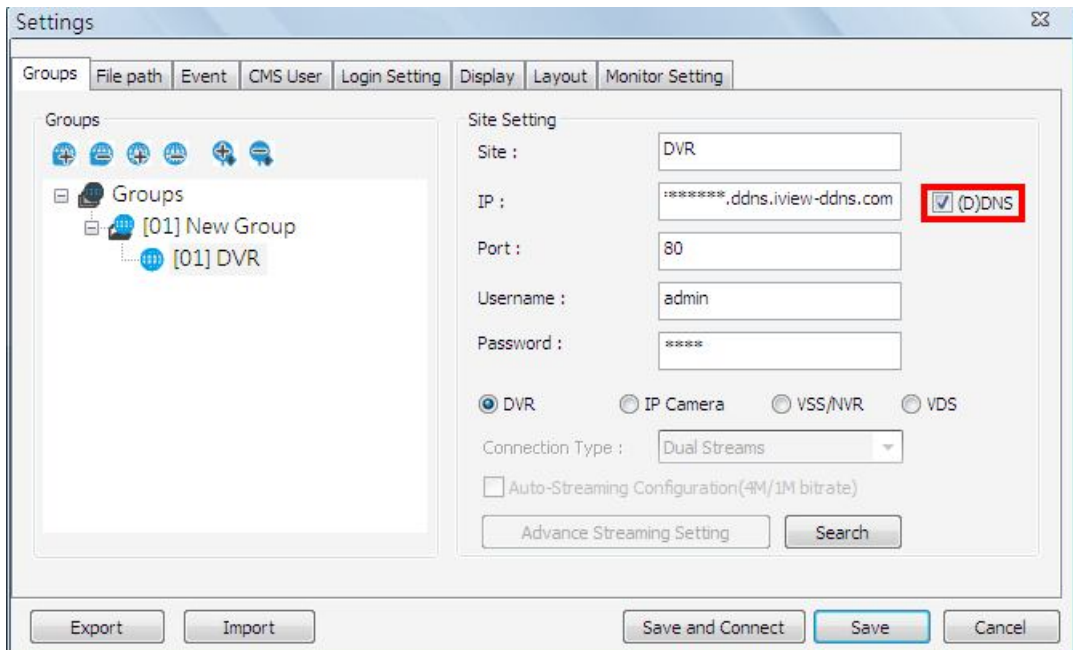 Settings
Groups File path Event CMS User Login Setting Display Layout Monitor Setting
Groups
Groups
[01] New Group
[01] DVR
Site Setting
Site : DVR
IP : :******.ddns.iview-ddns.com (D)DNS
Port : 80
Username : admin
Password : ****
DVR IP Camera VSS/NVR VDS
Connection Type : Dual Streams
Auto-Streaming Configuration(4M/1M bitrate)
Advance Streaming Setting Search
Export Import Save and Connect Save Cancel